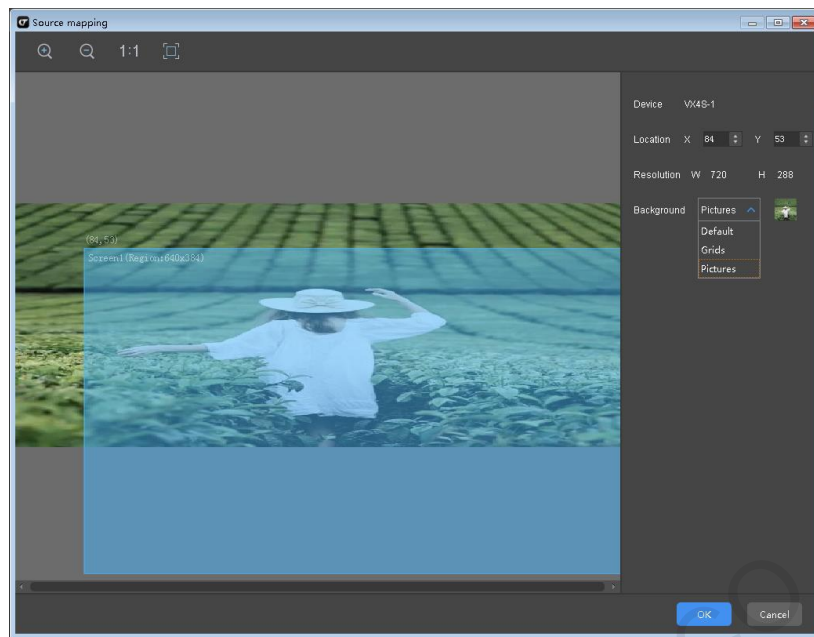 Source mapping
1:1
Device VX4S-1
Location X 84 Y 53
Resolution W 720 H 288
Background Pictures
Default
Grids
Pictures
(84,53)
Screen1(Region:640x384)
OK Cancel